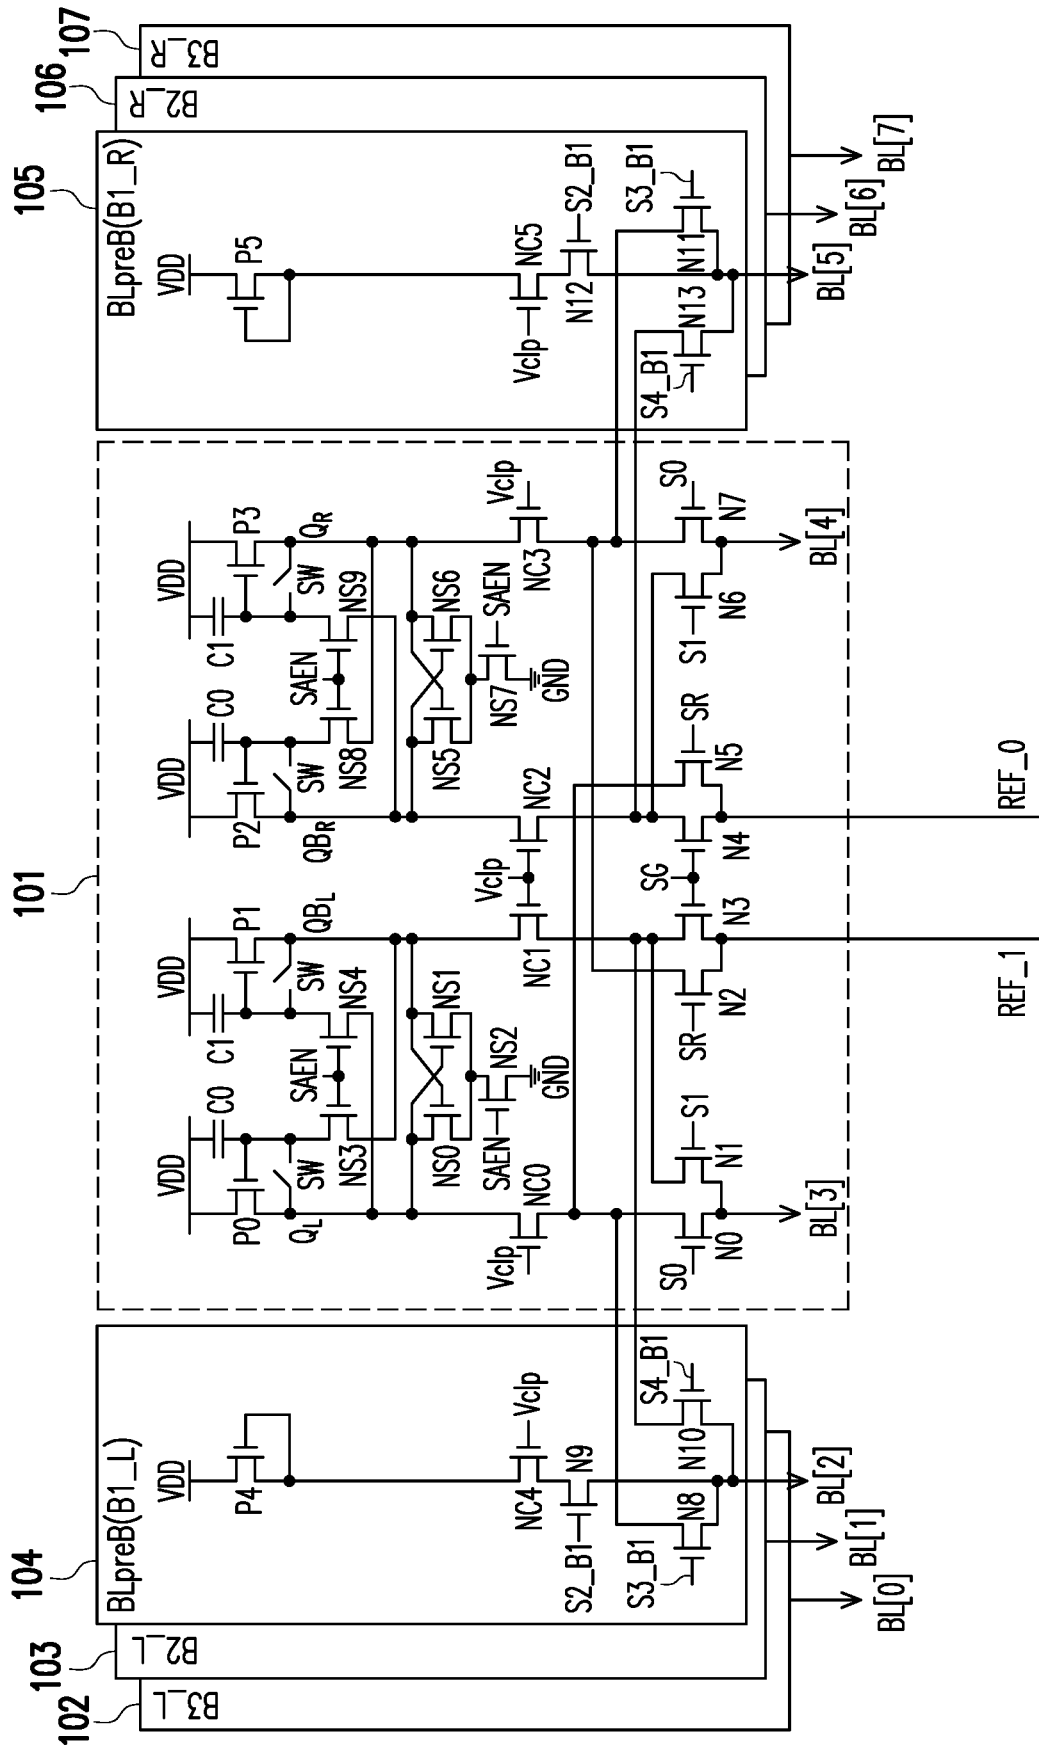 102
103
104
101
105
106
107
B3_L
B2_L
BLpreB(B1_L)
BLpreB(B1_R)
B2_R
B3_R
VDD
P4
NC4
Vclp
S2_B1
N9
S3_B1
N8
N10
S4_B1
BL[0]
BL[1]
BL[2]
VDD
C0
C1
VDD
P0
SW
SW
P1
QL
QBL
SAEN
NS3
NS4
NS0
NS1
SAEN
NS2
GND
Vclp
NC0
NC1
Vclp
S0
N0
N1
S1
SR
N2
N3
SG
BL[3]
REF_1
VDD
C0
C1
VDD
P2
SW
SW
P3
QBR
QR
SAEN
NS8
NS9
NS5
NS6
NS7
SAEN
GND
NC2
NC3
Vclp
N4
N5
SR
S1
N6
N7
S0
REF_0
BL[4]
VDD
P5
Vclp
NC5
N12
S2_B1
S4_B1
N13
N11
S3_B1
BL[5]
BL[6]
BL[7]